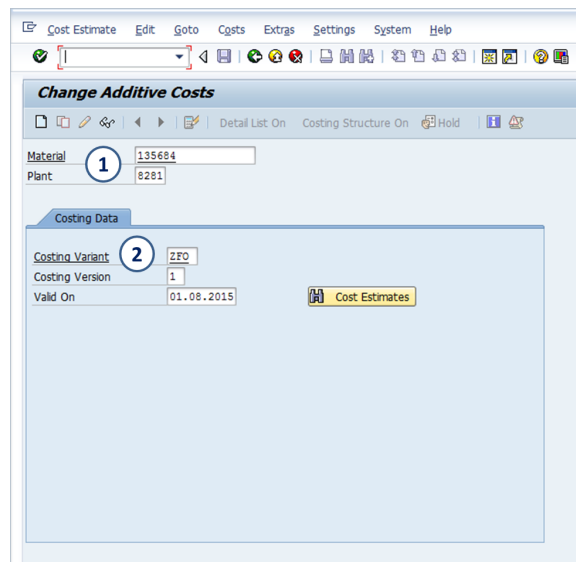 Cost Estimate Edit Goto Costs Extras Settings System Help
Change Additive Costs
Detail List On Costing Structure On Hold
Material 135684
1
Plant 8281
Costing Data
Costing Variant 2 ZFO
Costing Version 1
Valid On 01.08.2015 Cost Estimates